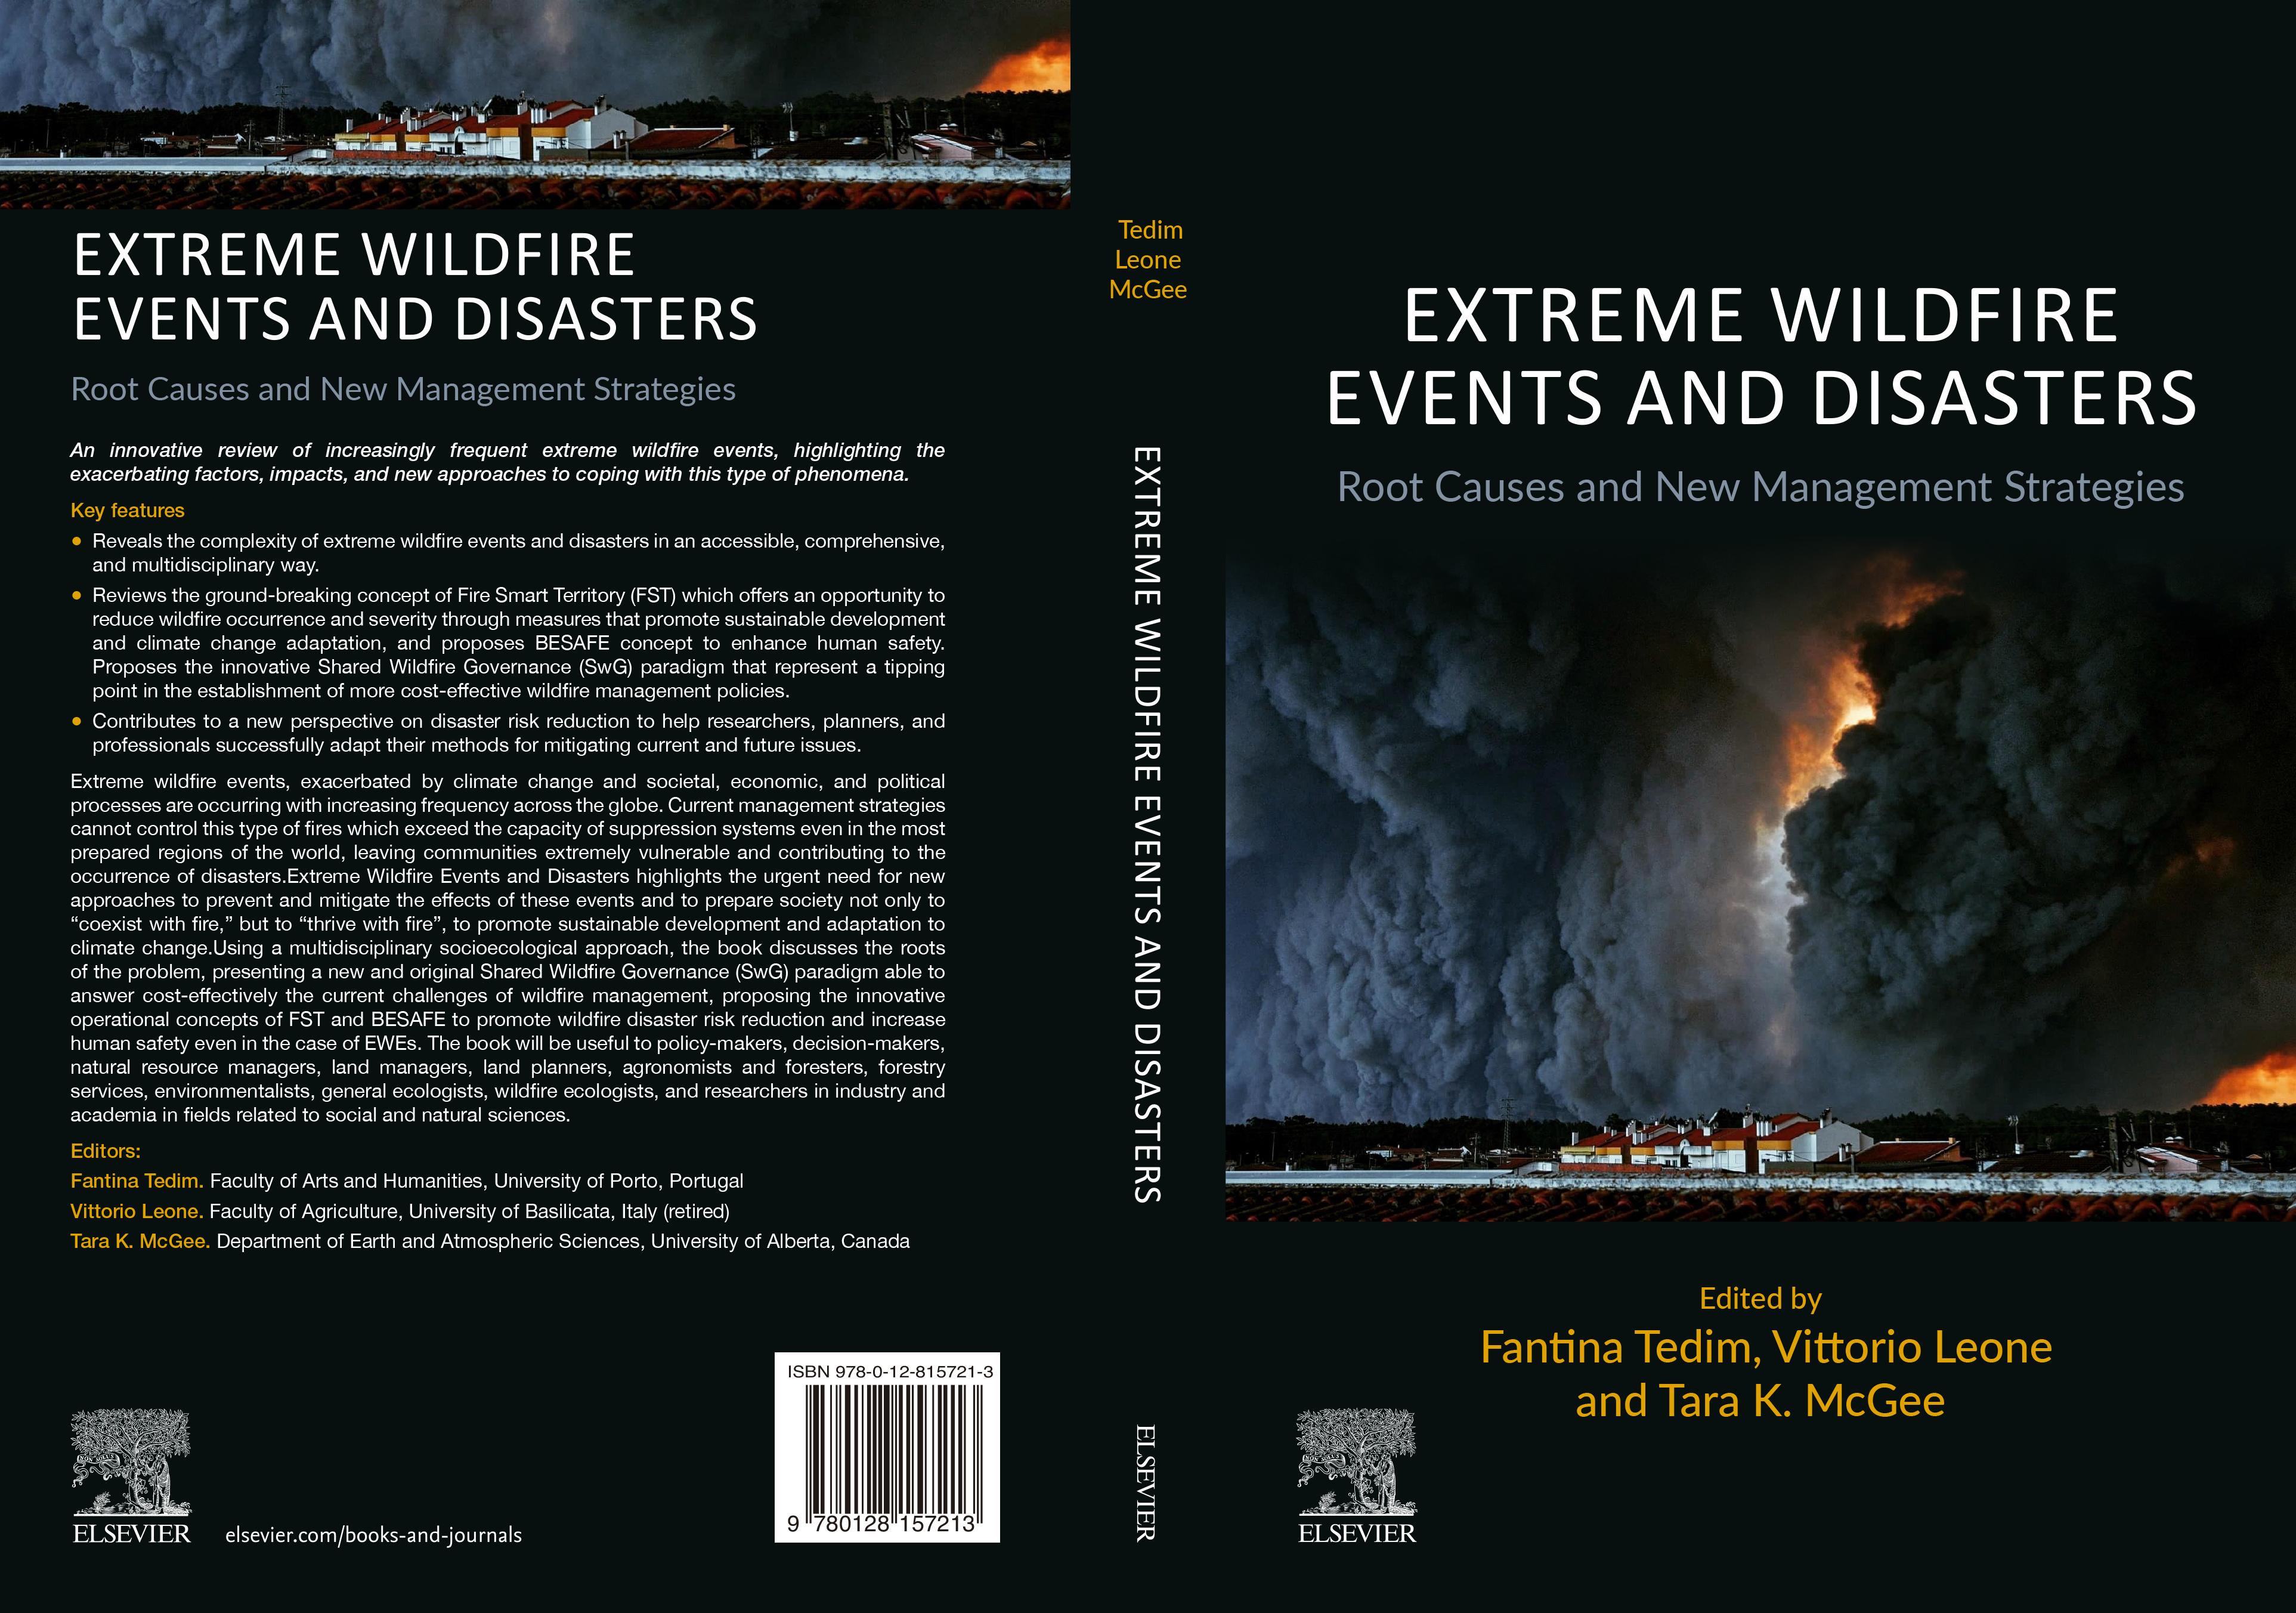 EXTREME WILDFIRE
EVENTS AND DISASTERS
Root Causes and New Management Strategies
An innovative review of increasingly frequent extreme wildfire events, highlighting the
exacerbating factors, impacts, and new approaches to coping with this type of phenomena.
Key features
● Reveals the complexity of extreme wildfire events and disasters in an accessible, comprehensive,
and multidisciplinary way.
● Reviews the ground-breaking concept of Fire Smart Territory (FST) which offers an opportunity to
reduce wildfire occurrence and severity through measures that promote sustainable development
and climate change adaptation, and proposes BESAFE concept to enhance human safety.
Proposes the innovative Shared Wildfire Governance (SwG) paradigm that represent a tipping
point in the establishment of more cost-effective wildfire management policies.
● Contributes to a new perspective on disaster risk reduction to help researchers, planners, and
professionals successfully adapt their methods for mitigating current and future issues.
Extreme wildfire events, exacerbated by climate change and societal, economic, and political
processes are occurring with increasing frequency across the globe. Current management strategies
cannot control this type of fires which exceed the capacity of suppression systems even in the most
prepared regions of the world, leaving communities extremely vulnerable and contributing to the
occurrence of disasters.Extreme Wildfire Events and Disasters highlights the urgent need for new
approaches to prevent and mitigate the effects of these events and to prepare society not only to
“coexist with fire,” but to “thrive with fire”, to promote sustainable development and adaptation to
climate change.Using a multidisciplinary socioecological approach, the book discusses the roots
of the problem, presenting a new and original Shared Wildfire Governance (SwG) paradigm able to
answer cost-effectively the current challenges of wildfire management, proposing the innovative
operational concepts of FST and BESAFE to promote wildfire disaster risk reduction and increase
human safety even in the case of EWEs. The book will be useful to policy-makers, decision-makers,
natural resource managers, land managers, land planners, agronomists and foresters, forestry
services, environmentalists, general ecologists, wildfire ecologists, and researchers in industry and
academia in fields related to social and natural sciences.
Editors:
Fantina Tedim. Faculty of Arts and Humanities, University of Porto, Portugal
Vittorio Leone. Faculty of Agriculture, University of Basilicata, Italy (retired)
Tara K. McGee. Department of Earth and Atmospheric Sciences, University of Alberta, Canada
ELSEVIER
elsevier.com/books-and-journals
ISBN 978-0-12-815721-3
9 780128 157213
Tedim
Leone
McGee
EXTREME WILDFIRE EVENTS AND DISASTERS
ELSEVIER
EXTREME WILDFIRE
EVENTS AND DISASTERS
Root Causes and New Management Strategies
Edited by
Fantina Tedim, Vittorio Leone
and Tara K. McGee
ELSEVIER